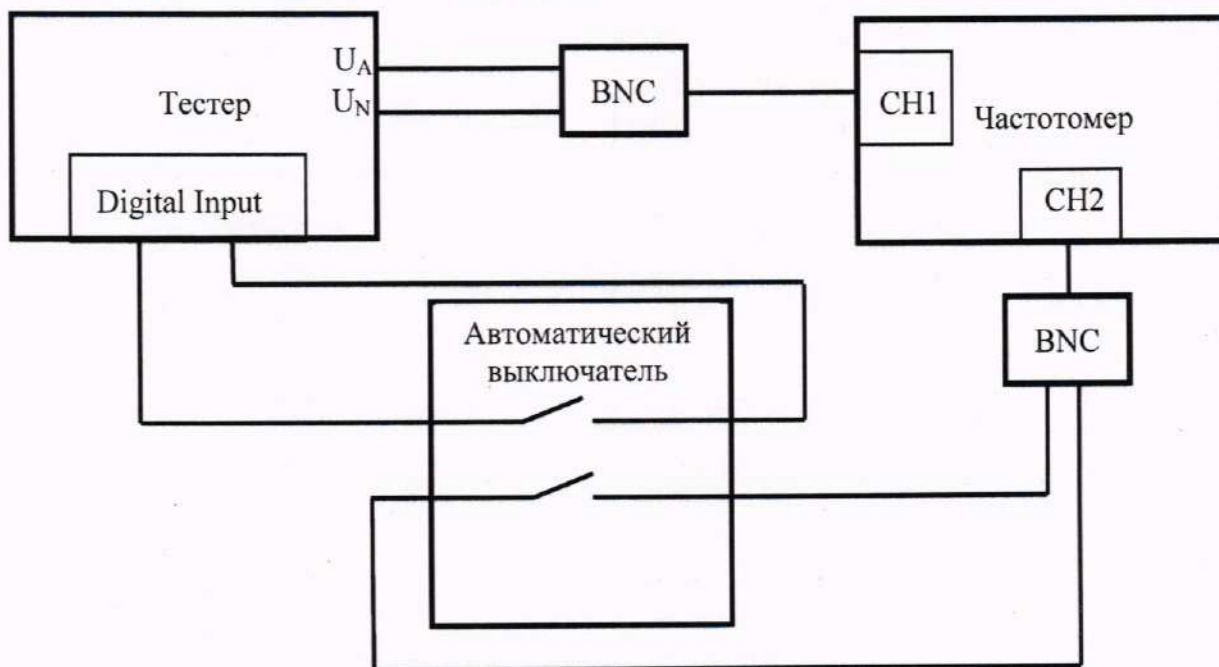 U_A
BNC
CH1
Тестер
U_N
Частотомер
Digital Input
CH2
Автоматический
выключатель
BNC